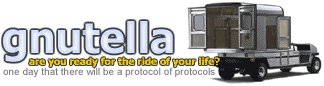 gnutella
are you ready for the ride of your life?
one day that there will be a protocol of protocols